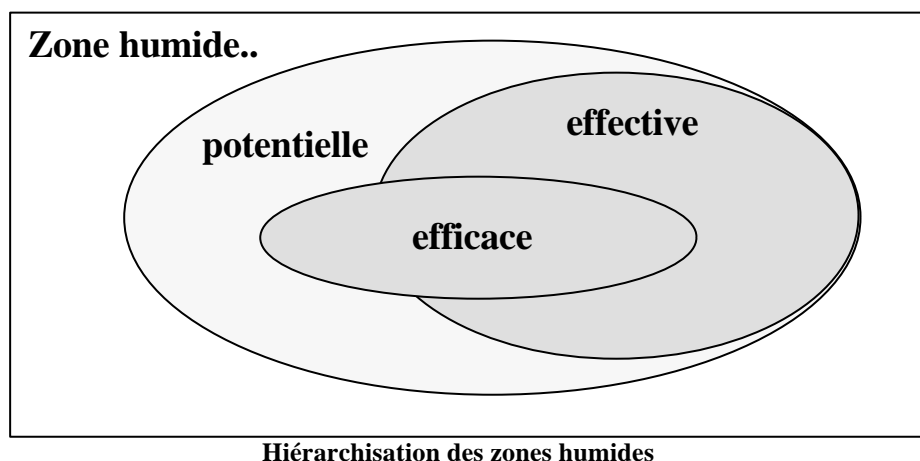 Zone humide..
effective
potentielle
efficace
Hiérarchisation des zones humides